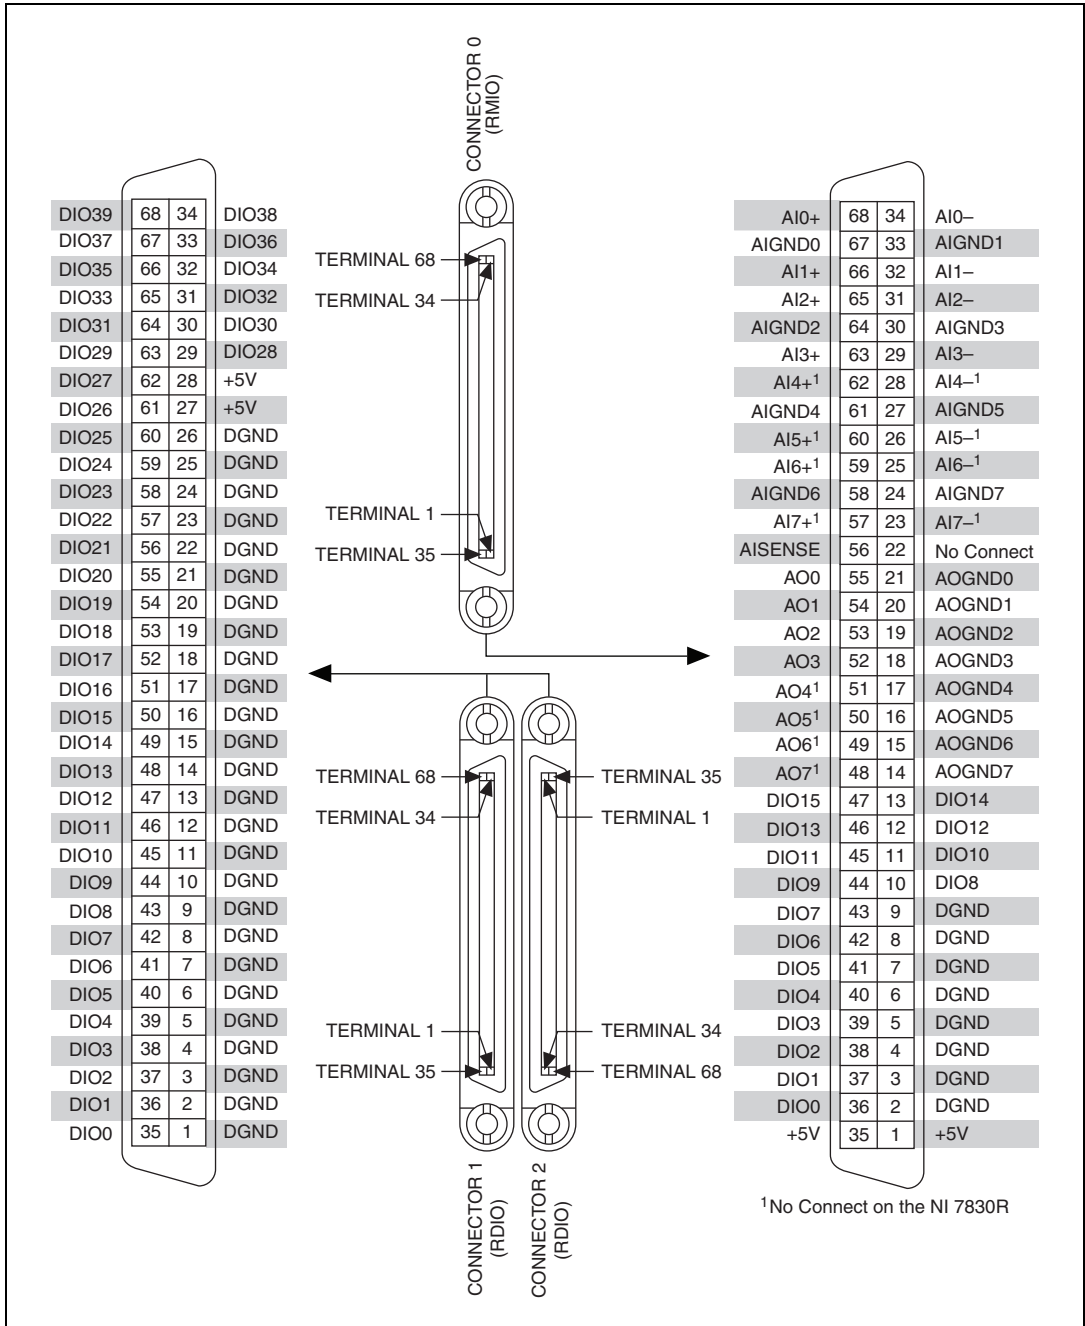 CONNECTOR 0
(RMIO)
DIO39 68 34 DIO38
DIO37 67 33 DIO36
DIO35 66 32 DIO34
DIO33 65 31 DIO32
DIO31 64 30 DIO30
DIO29 63 29 DIO28
DIO27 62 28 +5V
DIO26 61 27 +5V
DIO25 60 26 DGND
DIO24 59 25 DGND
DIO23 58 24 DGND
DIO22 57 23 DGND
DIO21 56 22 DGND
DIO20 55 21 DGND
DIO19 54 20 DGND
DIO18 53 19 DGND
DIO17 52 18 DGND
DIO16 51 17 DGND
DIO15 50 16 DGND
DIO14 49 15 DGND
DIO13 48 14 DGND
DIO12 47 13 DGND
DIO11 46 12 DGND
DIO10 45 11 DGND
DIO9 44 10 DGND
DIO8 43 9 DGND
DIO7 42 8 DGND
DIO6 41 7 DGND
DIO5 40 6 DGND
DIO4 39 5 DGND
DIO3 38 4 DGND
DIO2 37 3 DGND
DIO1 36 2 DGND
DIO0 35 1 DGND
TERMINAL 68
TERMINAL 34
TERMINAL 1
TERMINAL 35
TERMINAL 68
TERMINAL 34
TERMINAL 1
TERMINAL 35
TERMINAL 35
TERMINAL 1
TERMINAL 34
TERMINAL 68
CONNECTOR 1
(RDIO)
CONNECTOR 2
(RDIO)
AI0+ 68 34 AI0–
AIGND0 67 33 AIGND1
AI1+ 66 32 AI1–
AI2+ 65 31 AI2–
AIGND2 64 30 AIGND3
AI3+ 63 29 AI3–
AI4+¹ 62 28 AI4–¹
AIGND4 61 27 AIGND5
AI5+¹ 60 26 AI5–¹
AI6+¹ 59 25 AI6–¹
AIGND6 58 24 AIGND7
AI7+¹ 57 23 AI7–¹
AISENSE 56 22 No Connect
AO0 55 21 AOGND0
AO1 54 20 AOGND1
AO2 53 19 AOGND2
AO3 52 18 AOGND3
AO4¹ 51 17 AOGND4
AO5¹ 50 16 AOGND5
AO6¹ 49 15 AOGND6
AO7¹ 48 14 AOGND7
DIO15 47 13 DIO14
DIO13 46 12 DIO12
DIO11 45 11 DIO10
DIO9 44 10 DIO8
DIO7 43 9 DGND
DIO6 42 8 DGND
DIO5 41 7 DGND
DIO4 40 6 DGND
DIO3 39 5 DGND
DIO2 38 4 DGND
DIO1 37 3 DGND
DIO0 36 2 DGND
+5V 35 1 +5V
¹No Connect on the NI 7830R